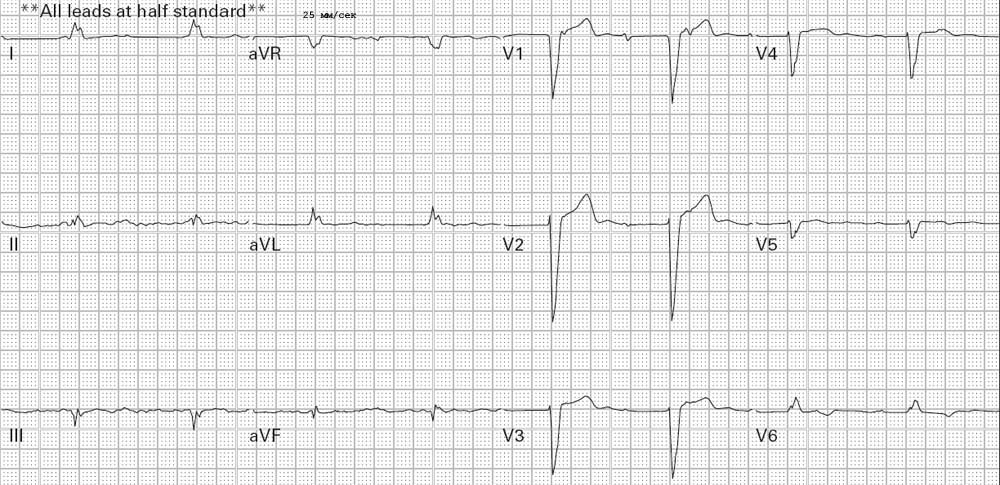 **All leads at half standard**
25 мм/сек
I
aVR
V1
V4
II
aVL
V2
V5
III
aVF
V3
V6